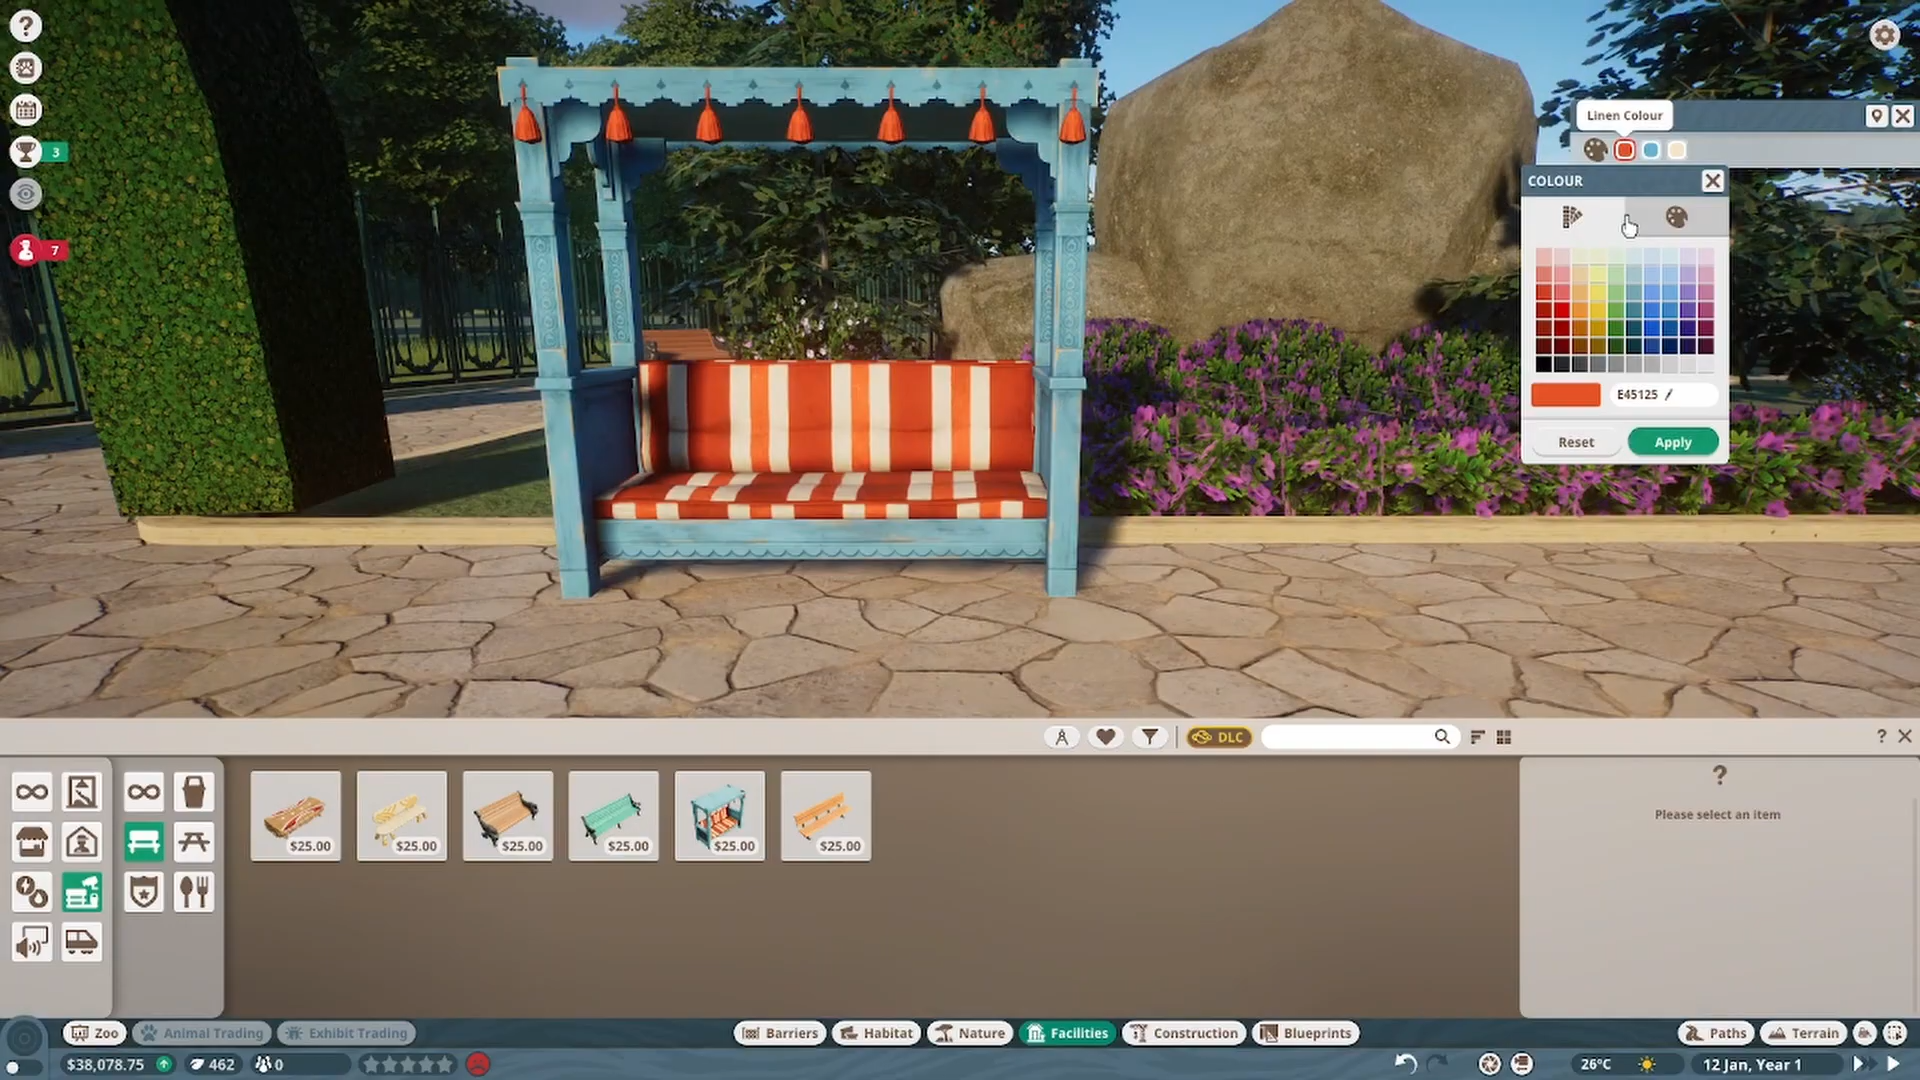 3
7
Linen Colour
COLOUR
E45125
Reset
Apply
DLC
?
Please select an item
$25.00
$25.00
$25.00
$25.00
$25.00
$25.00
Zoo
Animal Trading
Exhibit Trading
Barriers
Habitat
Nature
Facilities
Construction
Blueprints
Paths
Terrain
$38,078.75
462
0
26°C
12 Jan, Year 1